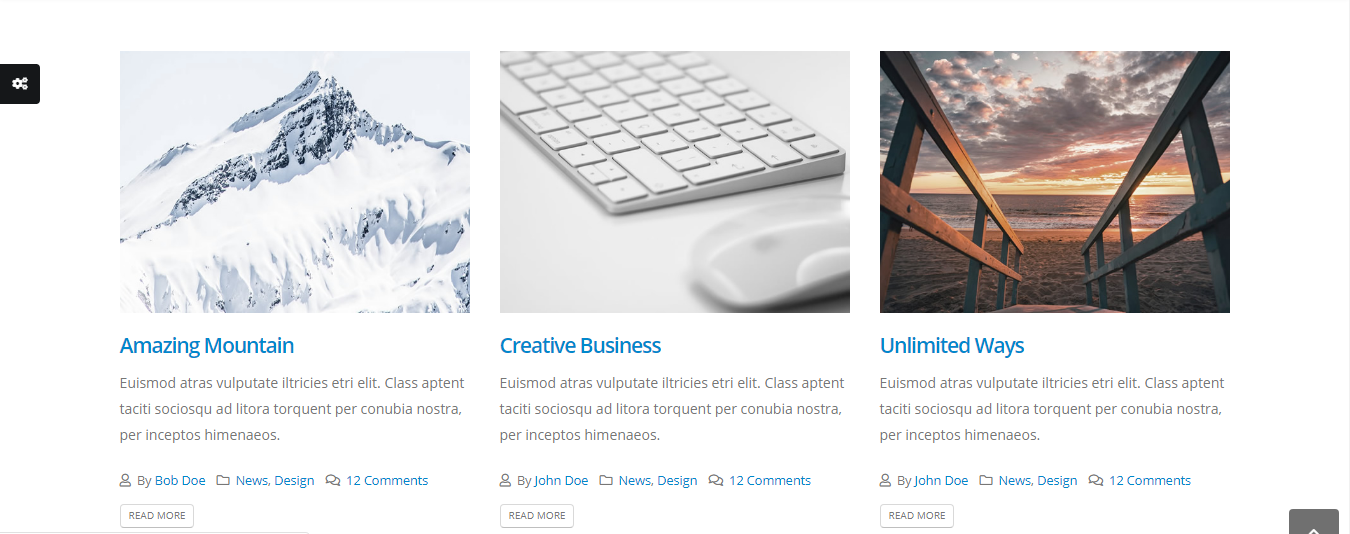 Amazing Mountain
Euismod atras vulputate iltricies etri elit. Class aptent
taciti sociosqu ad litora torquent per conubia nostra,
per inceptos himenaeos.
By Bob Doe News, Design 12 Comments
READ MORE
Creative Business
Euismod atras vulputate iltricies etri elit. Class aptent
taciti sociosqu ad litora torquent per conubia nostra,
per inceptos himenaeos.
By John Doe News, Design 12 Comments
READ MORE
Unlimited Ways
Euismod atras vulputate iltricies etri elit. Class aptent
taciti sociosqu ad litora torquent per conubia nostra,
per inceptos himenaeos.
By John Doe News, Design 12 Comments
READ MORE